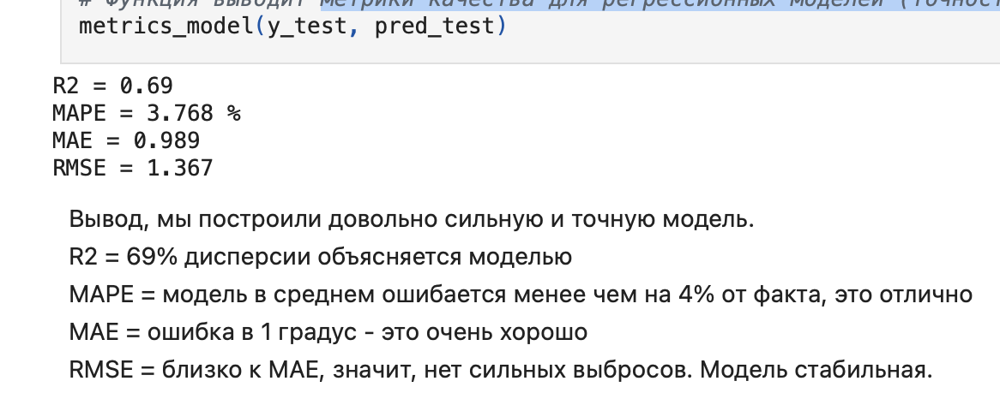 # Функция выводит метрики качества для регрессионных моделей (точност
metrics_model(y_test, pred_test)
R2 = 0.69
MAPE = 3.768 %
MAE = 0.989
RMSE = 1.367
Вывод, мы построили довольно сильную и точную модель.
R2 = 69% дисперсии объясняется моделью
MAPE = модель в среднем ошибается менее чем на 4% от факта, это отлично
MAE = ошибка в 1 градус - это очень хорошо
RMSE = близко к MAE, значит, нет сильных выбросов. Модель стабильная.